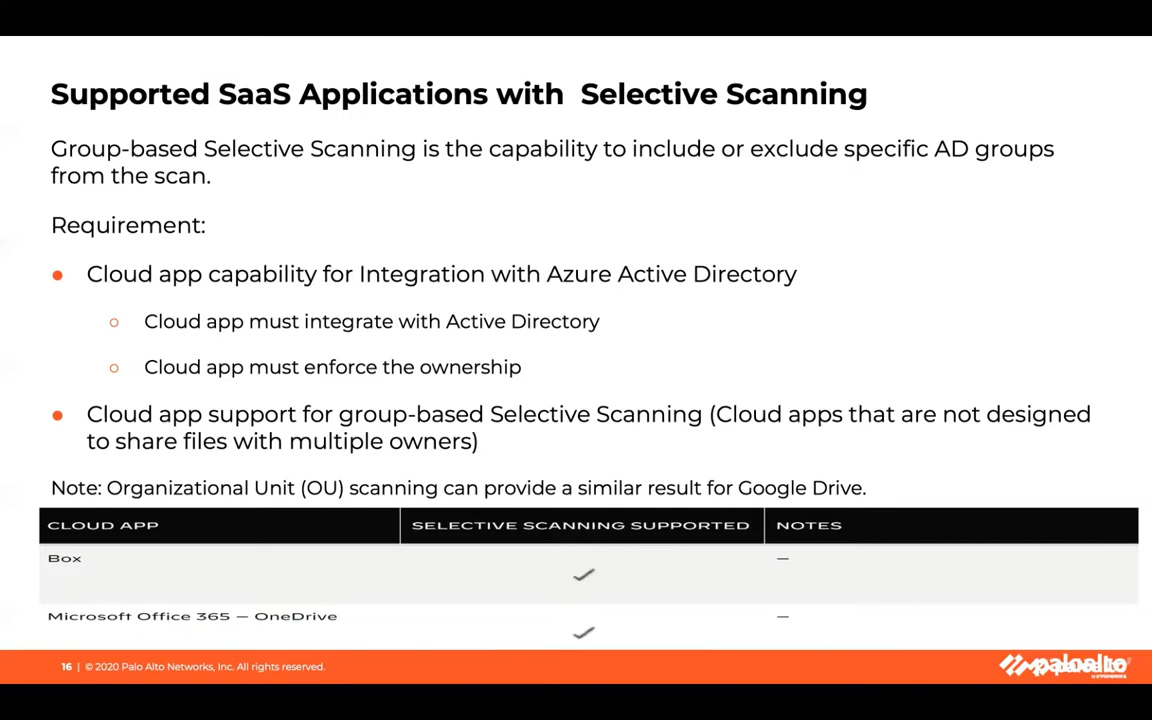 Supported SaaS Applications with Selective Scanning
Group-based Selective Scanning is the capability to include or exclude specific AD groups
from the scan.
Requirement:
● Cloud app capability for Integration with Azure Active Directory
○ Cloud app must integrate with Active Directory
○ Cloud app must enforce the ownership
● Cloud app support for group-based Selective Scanning (Cloud apps that are not designed
to share files with multiple owners)
Note: Organizational Unit (OU) scanning can provide a similar result for Google Drive.
CLOUD APP SELECTIVE SCANNING SUPPORTED NOTES
Box ✓ —
Microsoft Office 365 — OneDrive ✓ —
16 | © 2020 Palo Alto Networks, Inc. All rights reserved.
paloalto